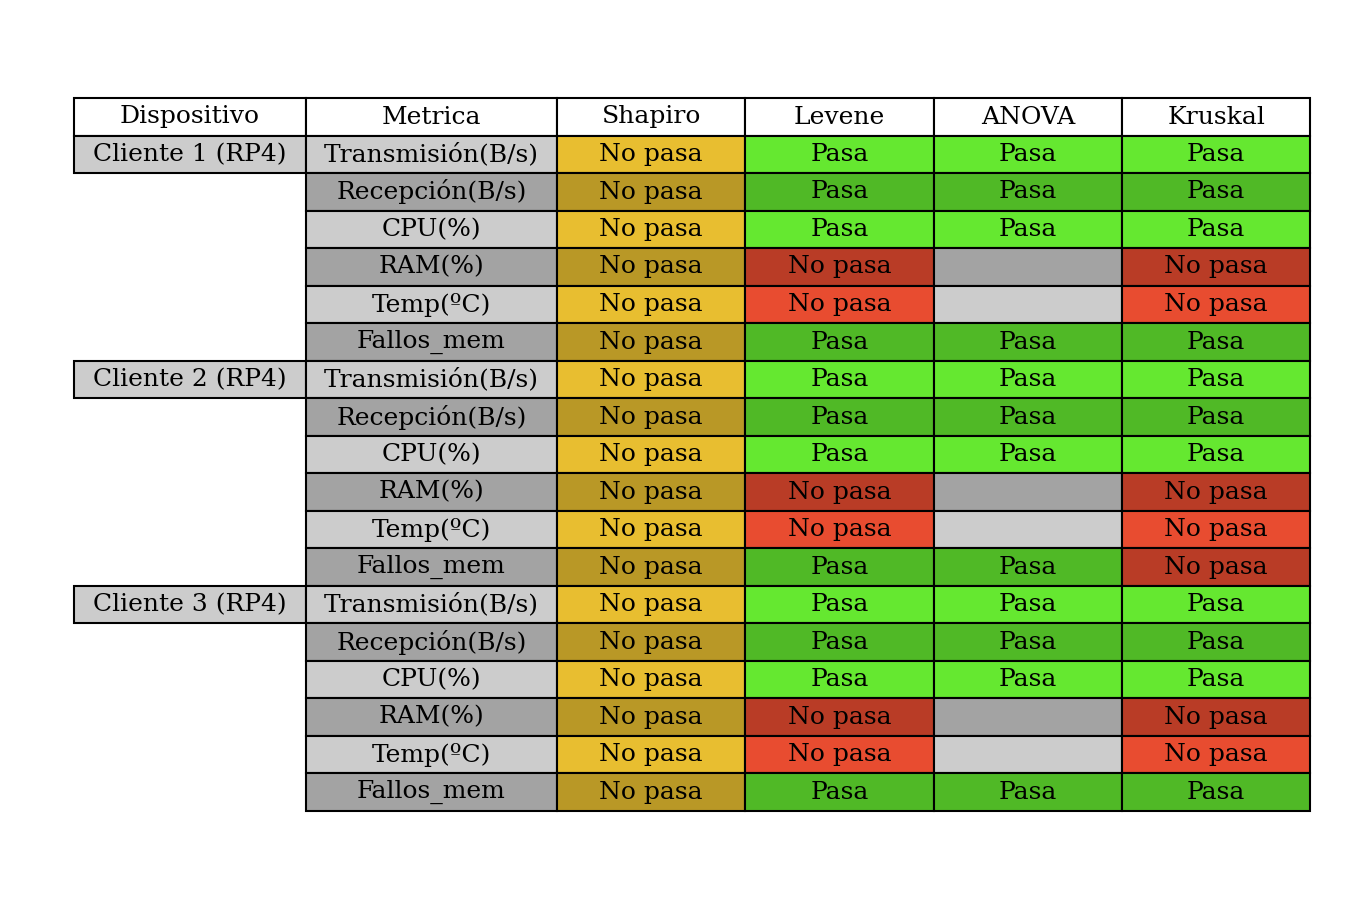 Dispositivo Metrica Shapiro Levene ANOVA Kruskal
Cliente 1 (RP4) Transmisión(B/s) No pasa Pasa Pasa Pasa
Recepción(B/s) No pasa Pasa Pasa Pasa
CPU(%) No pasa Pasa Pasa Pasa
RAM(%) No pasa No pasa No pasa
Temp(ºC) No pasa No pasa No pasa
Fallos_mem No pasa Pasa Pasa Pasa
Cliente 2 (RP4) Transmisión(B/s) No pasa Pasa Pasa Pasa
Recepción(B/s) No pasa Pasa Pasa Pasa
CPU(%) No pasa Pasa Pasa Pasa
RAM(%) No pasa No pasa No pasa
Temp(ºC) No pasa No pasa No pasa
Fallos_mem No pasa Pasa Pasa No pasa
Cliente 3 (RP4) Transmisión(B/s) No pasa Pasa Pasa Pasa
Recepción(B/s) No pasa Pasa Pasa Pasa
CPU(%) No pasa Pasa Pasa Pasa
RAM(%) No pasa No pasa No pasa
Temp(ºC) No pasa No pasa No pasa
Fallos_mem No pasa Pasa Pasa Pasa